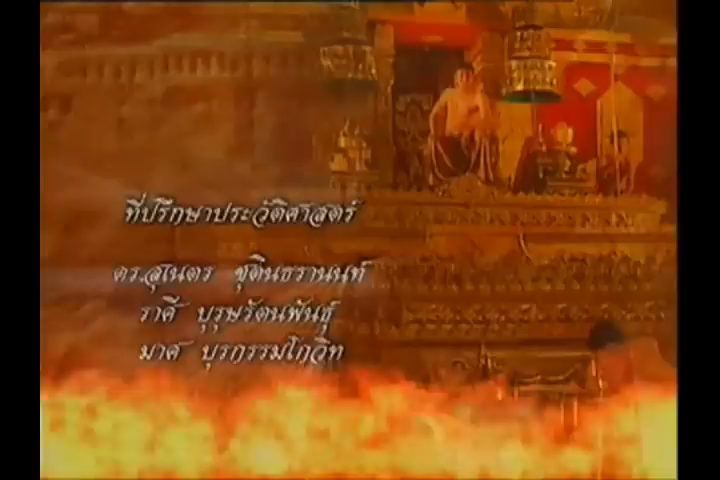 ที่ปรึกษาประวัติศาสตร์
ดร.สุเนตร ชุตินธรานนท์
ราศี บุรุษรัตนพันธุ์
มาศ บุรกรรมโกวิท